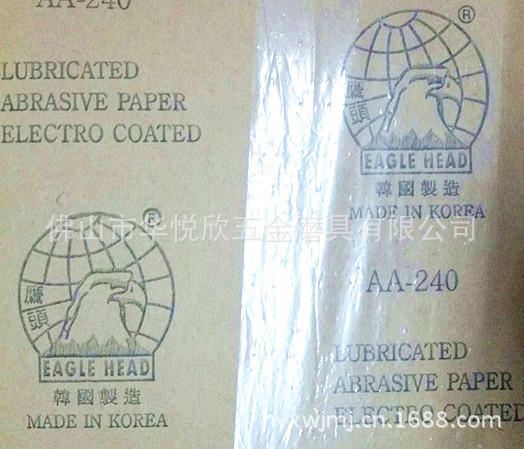 AA-240
LUBRICATED
ABRASIVE PAPER
ELECTRO COATED
®
鷹頭
EAGLE HEAD
韓國製造
MADE IN KOREA
佛山市华悦欣五金磨具有限公司
®
鷹頭
EAGLE HEAD
韓國製造
MADE IN KOREA
AA-240
LUBRICATED
ABRASIVE PAPER
ELECTRO COATED
hyxwjmj.cn.1688.com